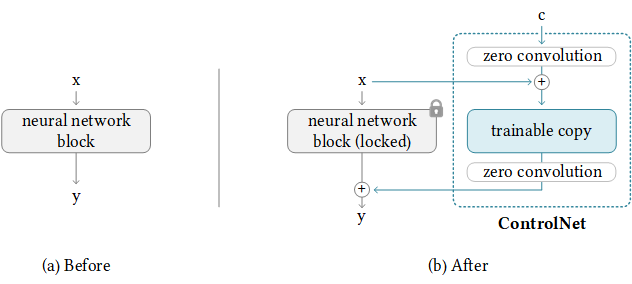 x
neural network
block
y
(a) Before
c
zero convolution
x
+
neural network
block (locked)
trainable copy
zero convolution
+
y
ControlNet
(b) After